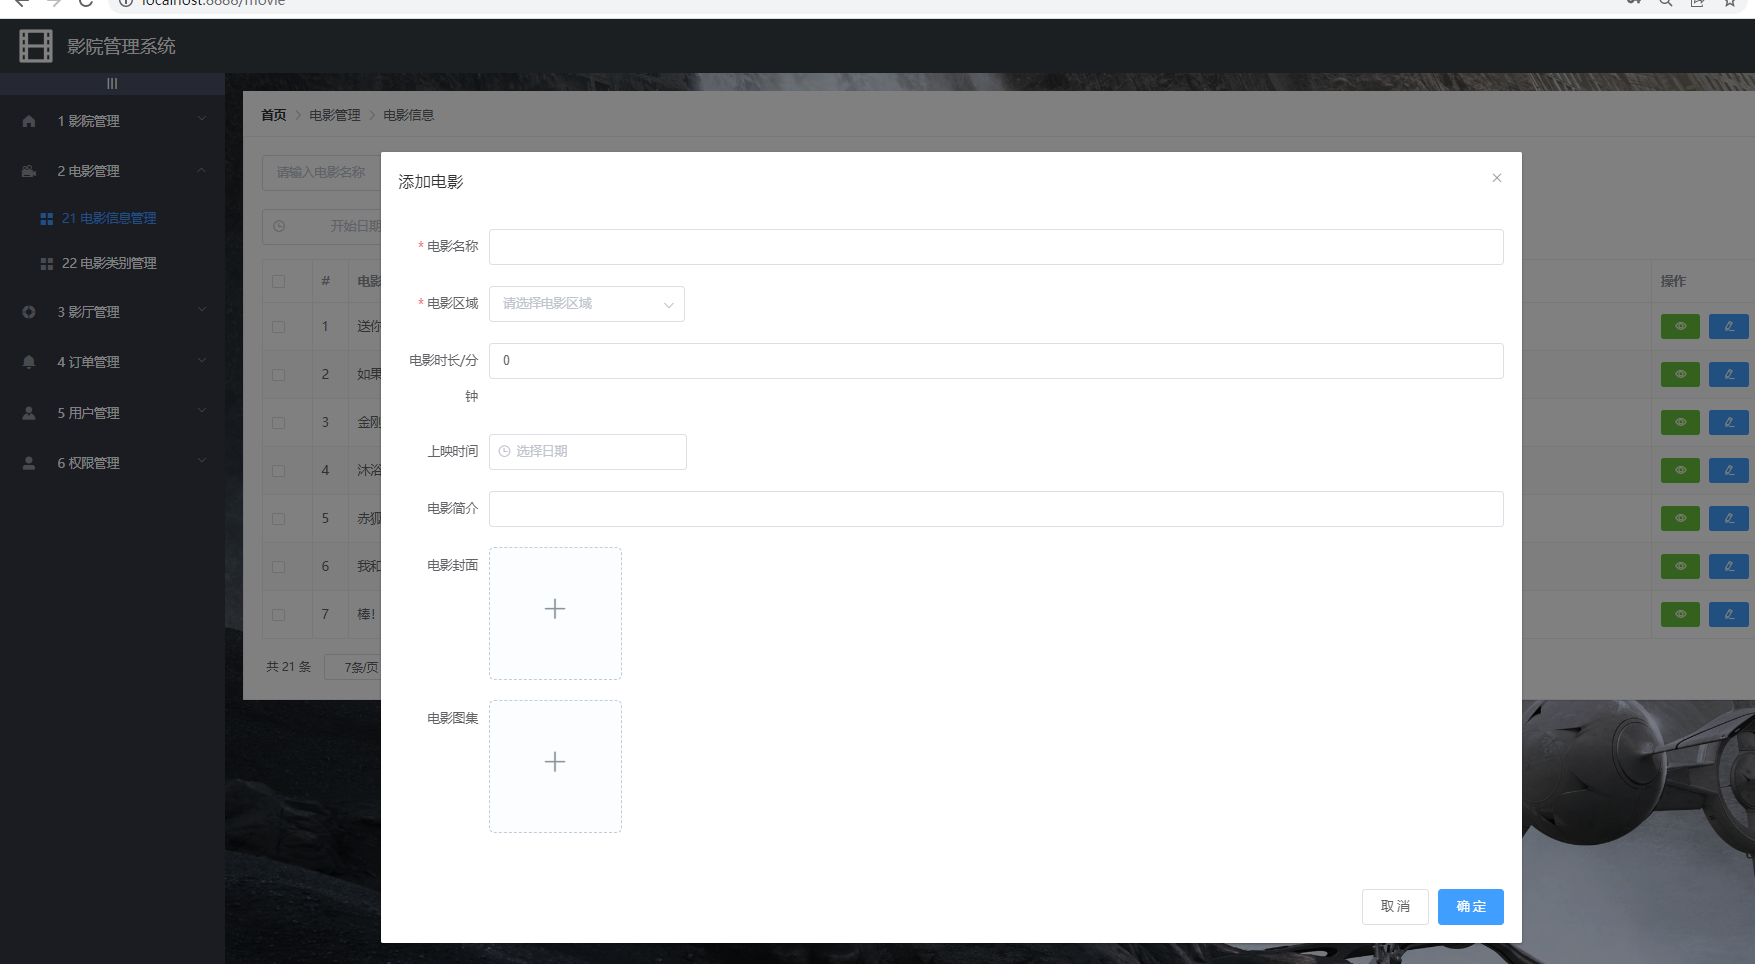 localhost:8888/movie
影院管理系统
1 影院管理
2 电影管理
21 电影信息管理
22 电影类别管理
3 影厅管理
4 订单管理
5 用户管理
6 权限管理
首页 > 电影管理 > 电影信息
请输入电影名称
开始日期
# 电影 操作
1 送你
2 如果
3 金刚
4 沐浴
5 赤狐
6 我和
7 棒!
共 21 条 7条/页
添加电影
* 电影名称
* 电影区域 请选择电影区域
电影时长/分钟 0
上映时间 选择日期
电影简介
电影封面
电影图集
取消 确定